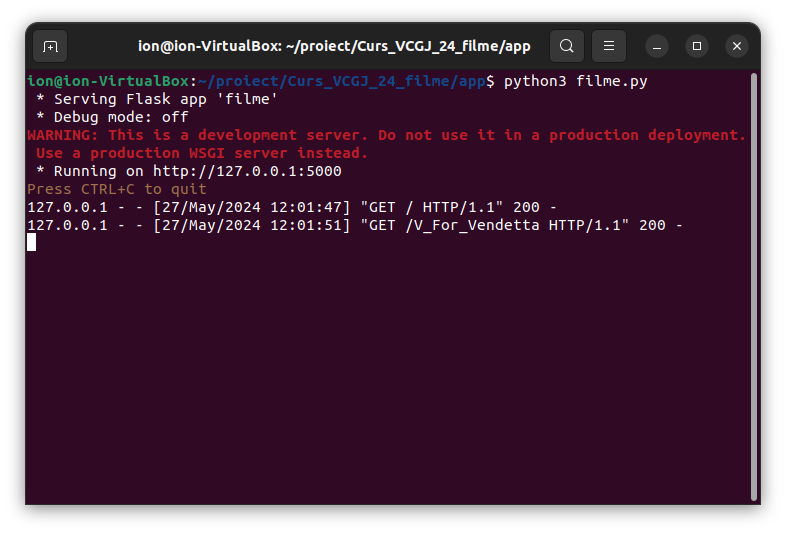 ion@ion-VirtualBox: ~/proiect/Curs_VCGJ_24_filme/app
ion@ion-VirtualBox:~/proiect/Curs_VCGJ_24_filme/app$ python3 filme.py
 * Serving Flask app 'filme'
 * Debug mode: off
WARNING: This is a development server. Do not use it in a production deployment.
 Use a production WSGI server instead.
 * Running on http://127.0.0.1:5000
Press CTRL+C to quit
127.0.0.1 - - [27/May/2024 12:01:47] "GET / HTTP/1.1" 200 -
127.0.0.1 - - [27/May/2024 12:01:51] "GET /V_For_Vendetta HTTP/1.1" 200 -